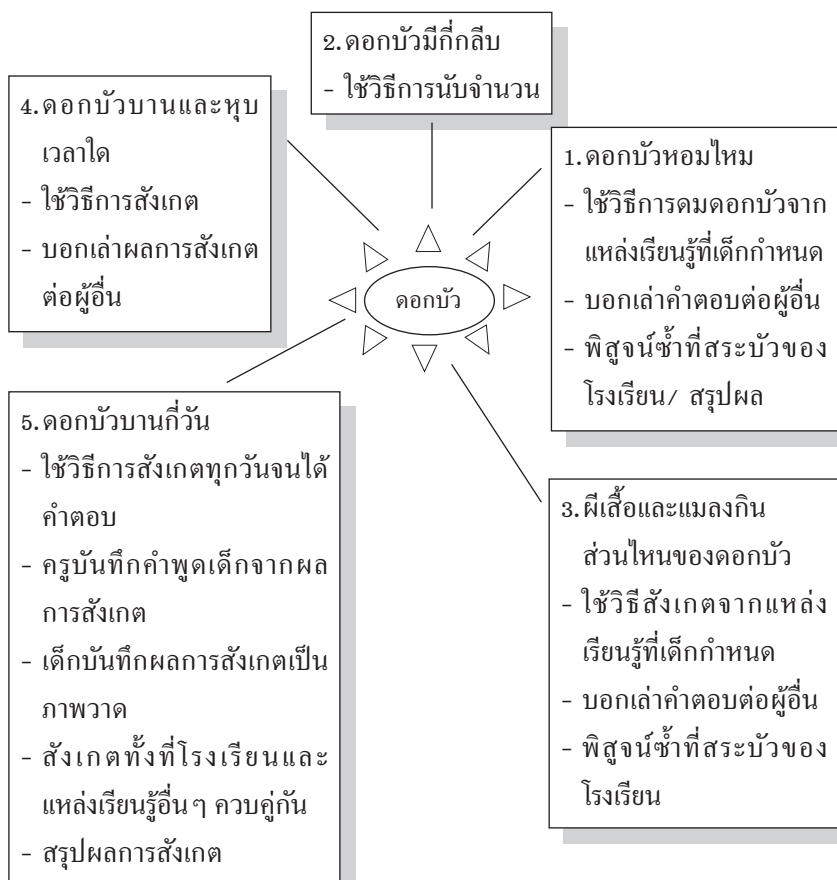 2.ดอกบัวมีกี่กลีบ
- ใช้วิธีการนับจำนวน
4.ดอกบัวบานและหุบ
เวลาใด
- ใช้วิธีการสังเกต
- บอกเล่าผลการสังเกต
ต่อผู้อื่น
1.ดอกบัวหอมไหม
- ใช้วิธีการดมดอกบัวจาก
แหล่งเรียนรู้ที่เด็กกำหนด
- บอกเล่าคำตอบต่อผู้อื่น
- พิสูจน์ซ้ำที่สระบัวของ
โรงเรียน/ สรุปผล
ดอกบัว
5.ดอกบัวบานกี่วัน
- ใช้วิธีการสังเกตทุกวันจนได้
คำตอบ
- ครูบันทึกคำพูดเด็กจากผล
การสังเกต
- เด็กบันทึกผลการสังเกตเป็น
ภาพวาด
- สังเกตทั้งที่โรงเรียนและ
แหล่งเรียนรู้อื่นๆ ควบคู่กัน
- สรุปผลการสังเกต
3.ผีเสื้อและแมลงกิน
ส่วนไหนของดอกบัว
- ใช้วิธีสังเกตจากแหล่ง
เรียนรู้ที่เด็กกำหนด
- บอกเล่าคำตอบต่อผู้อื่น
- พิสูจน์ซ้ำที่สระบัวของ
โรงเรียน